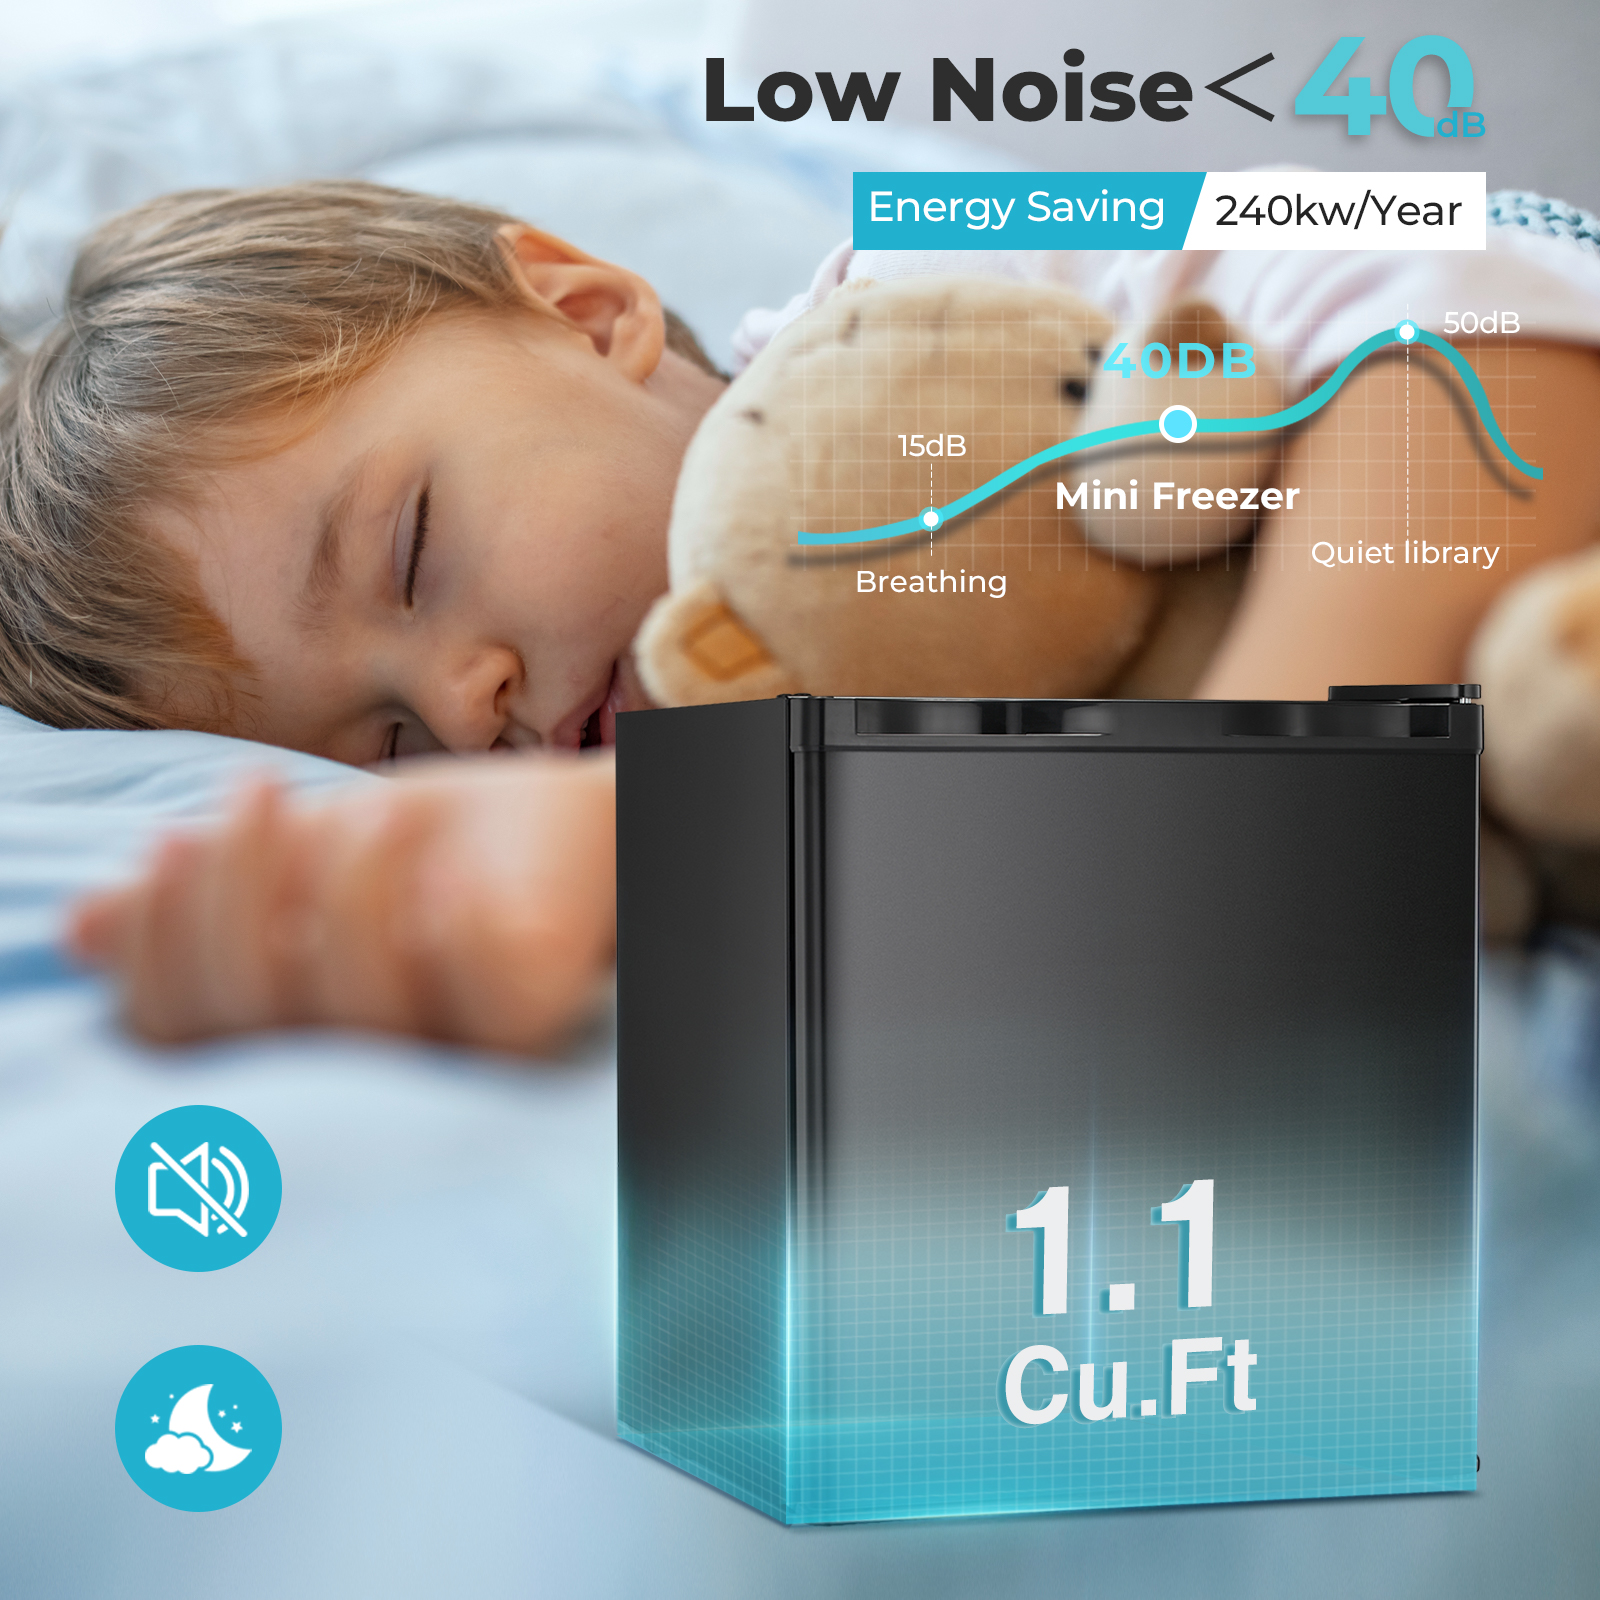 Low Noise<40dB
Energy Saving 240kw/Year
50dB
40DB
15dB
Mini Freezer
Quiet library
Breathing
1.1
Cu.Ft